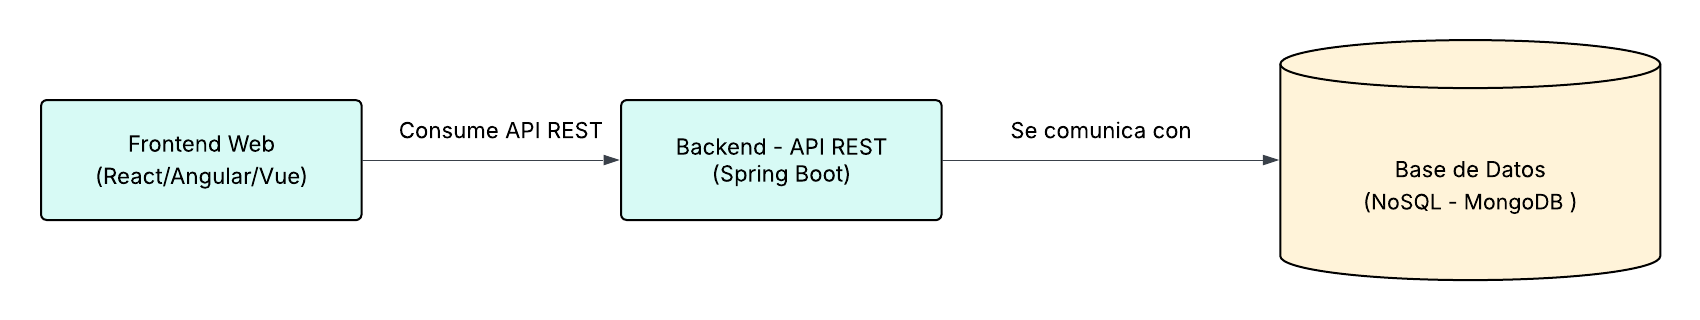 Frontend Web
(React/Angular/Vue)
Consume API REST
Backend - API REST
(Spring Boot)
Se comunica con
Base de Datos
(NoSQL - MongoDB )